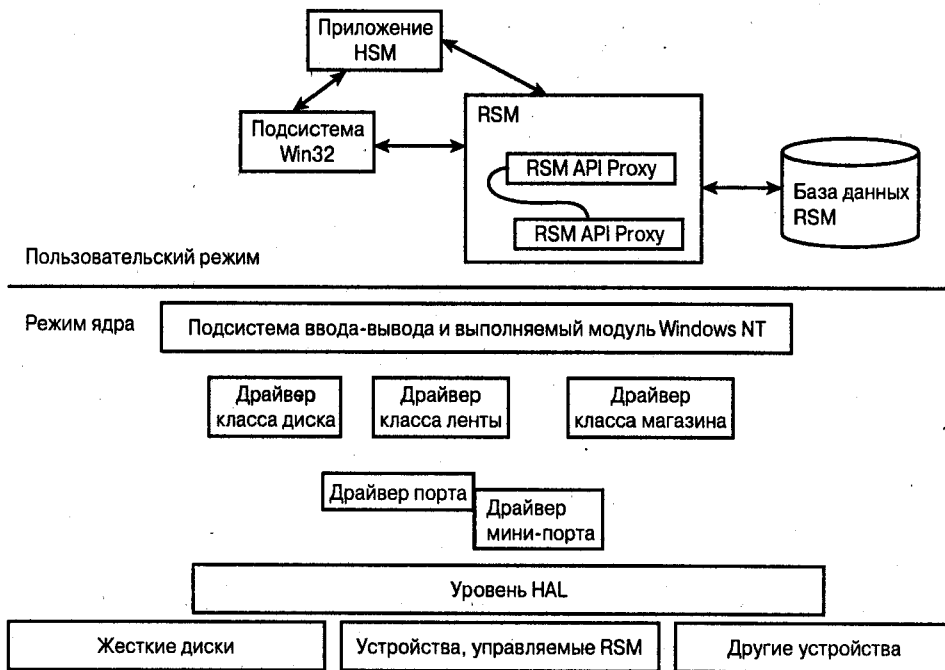 Приложение
HSM
Подсистема
Win32
RSM
RSM API Proxy
RSM API Proxy
База данных
RSM
Пользовательский режим
Режим ядра
Подсистема ввода-вывода и выполняемый модуль Windows NT
Драйвер
класса диска
Драйвер
класса ленты
Драйвер
класса магазина
Драйвер порта
Драйвер
мини-порта
Уровень HAL
Жесткие диски
Устройства, управляемые RSM
Другие устройства